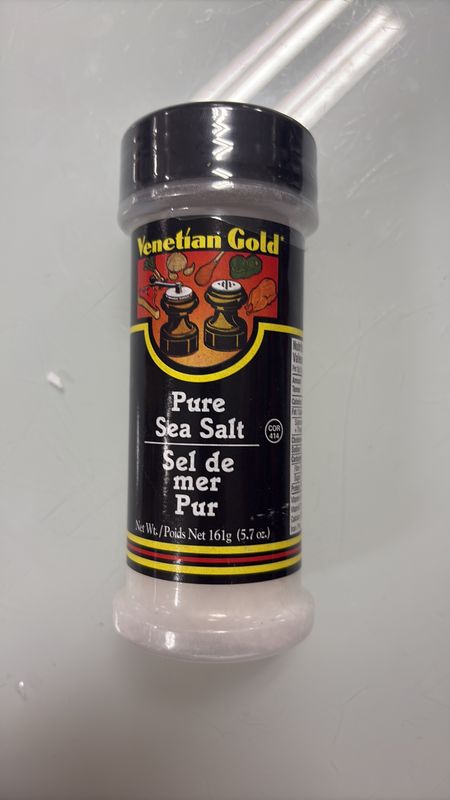 Venetian Gold
Pure
Sea Salt
COR
414
Sel de
mer
Pur
Net Wt. / Poids Net 161g (5.7 oz.)